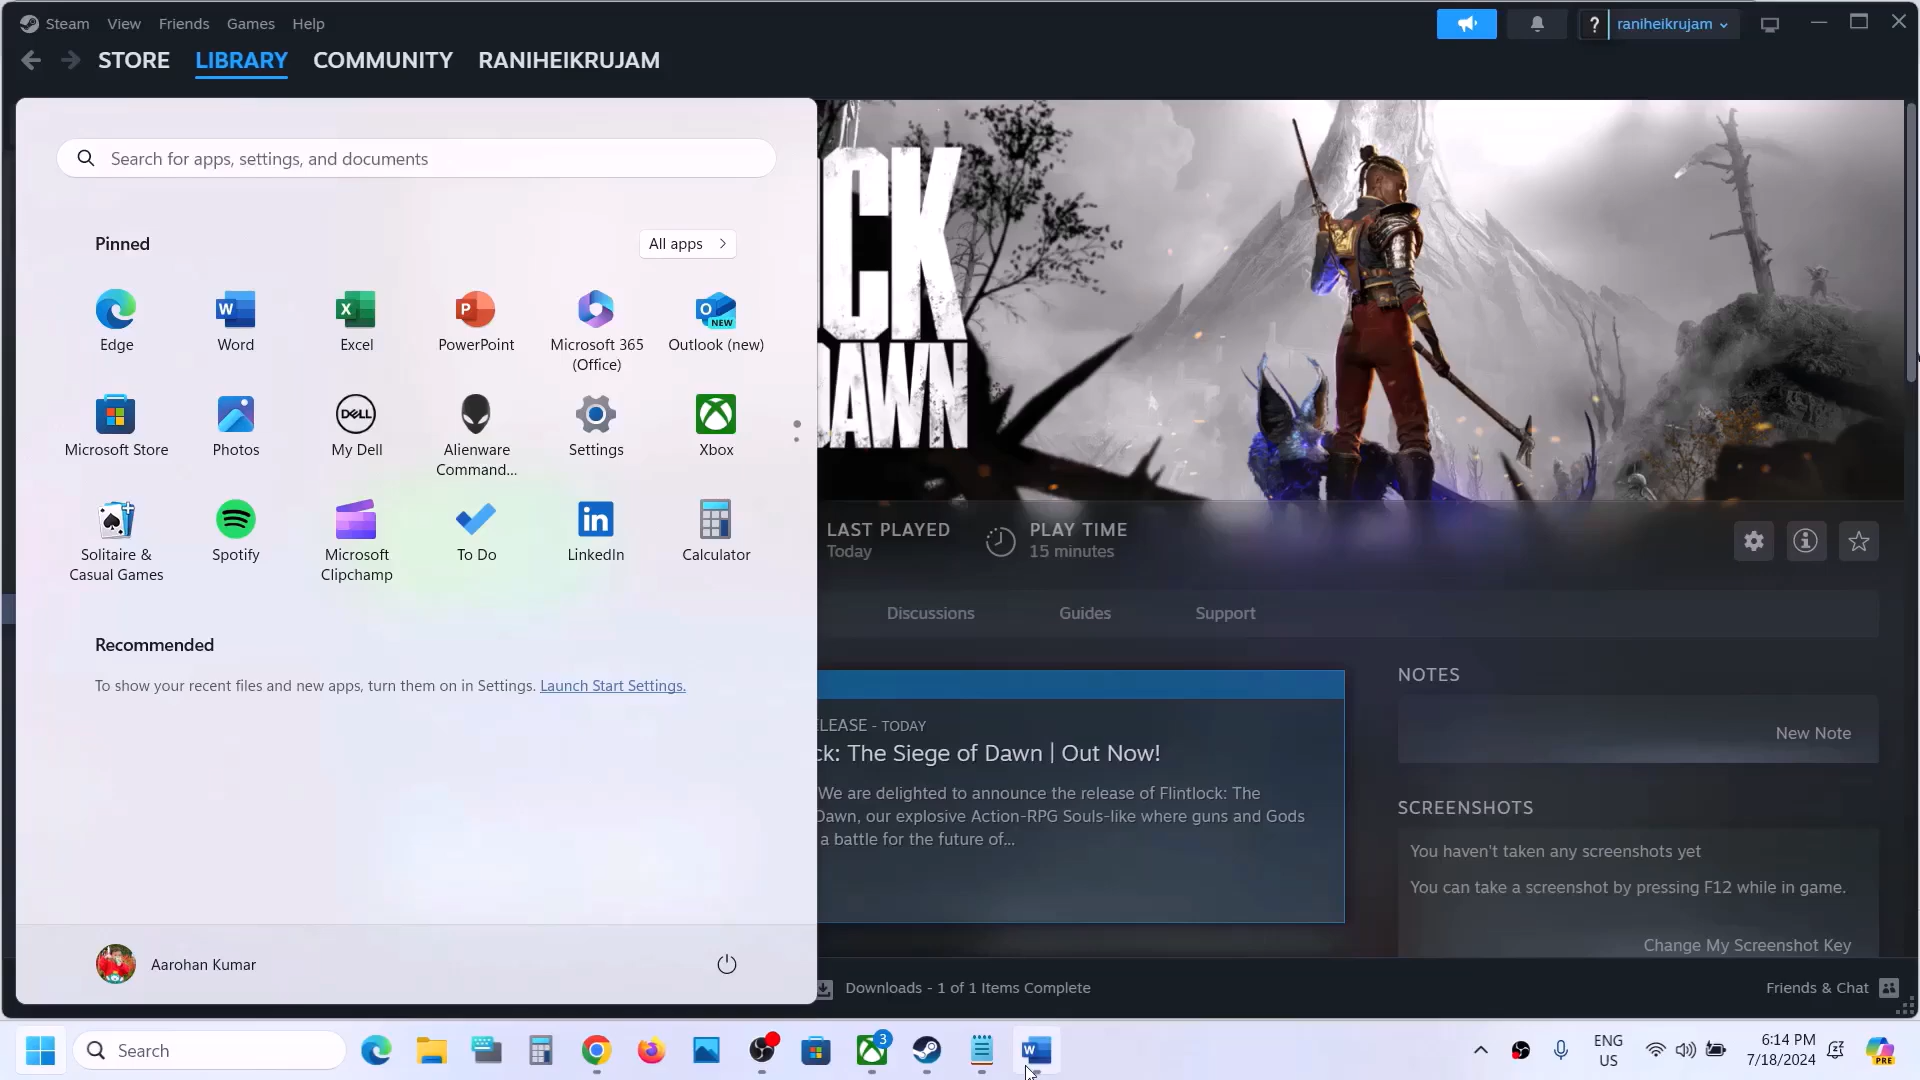 Steam View Friends Games Help
raniheikrujam
STORE LIBRARY COMMUNITY RANIHEIKRUJAM
Search for apps, settings, and documents
Pinned
All apps
Edge
Word
Excel
PowerPoint
Microsoft 365
(Office)
Outlook (new)
NEW
Microsoft Store
Photos
My Dell
DELL
Alienware
Command...
Settings
Xbox
Solitaire &
Casual Games
Spotify
Microsoft
Clipchamp
To Do
LinkedIn
Calculator
Recommended
To show your recent files and new apps, turn them on in Settings. Launch Start Settings.
Aarohan Kumar
CK
DAWN
LAST PLAYED
Today
PLAY TIME
15 minutes
Discussions Guides Support
LEASE - TODAY
ck: The Siege of Dawn | Out Now!
We are delighted to announce the release of Flintlock: The
Dawn, our explosive Action-RPG Souls-like where guns and Gods
a battle for the future of...
NOTES
New Note
SCREENSHOTS
You haven't taken any screenshots yet
You can take a screenshot by pressing F12 while in game.
Change My Screenshot Key
Downloads - 1 of 1 Items Complete
Friends & Chat
Search
3
ENG
US
6:14 PM
7/18/2024
PRE